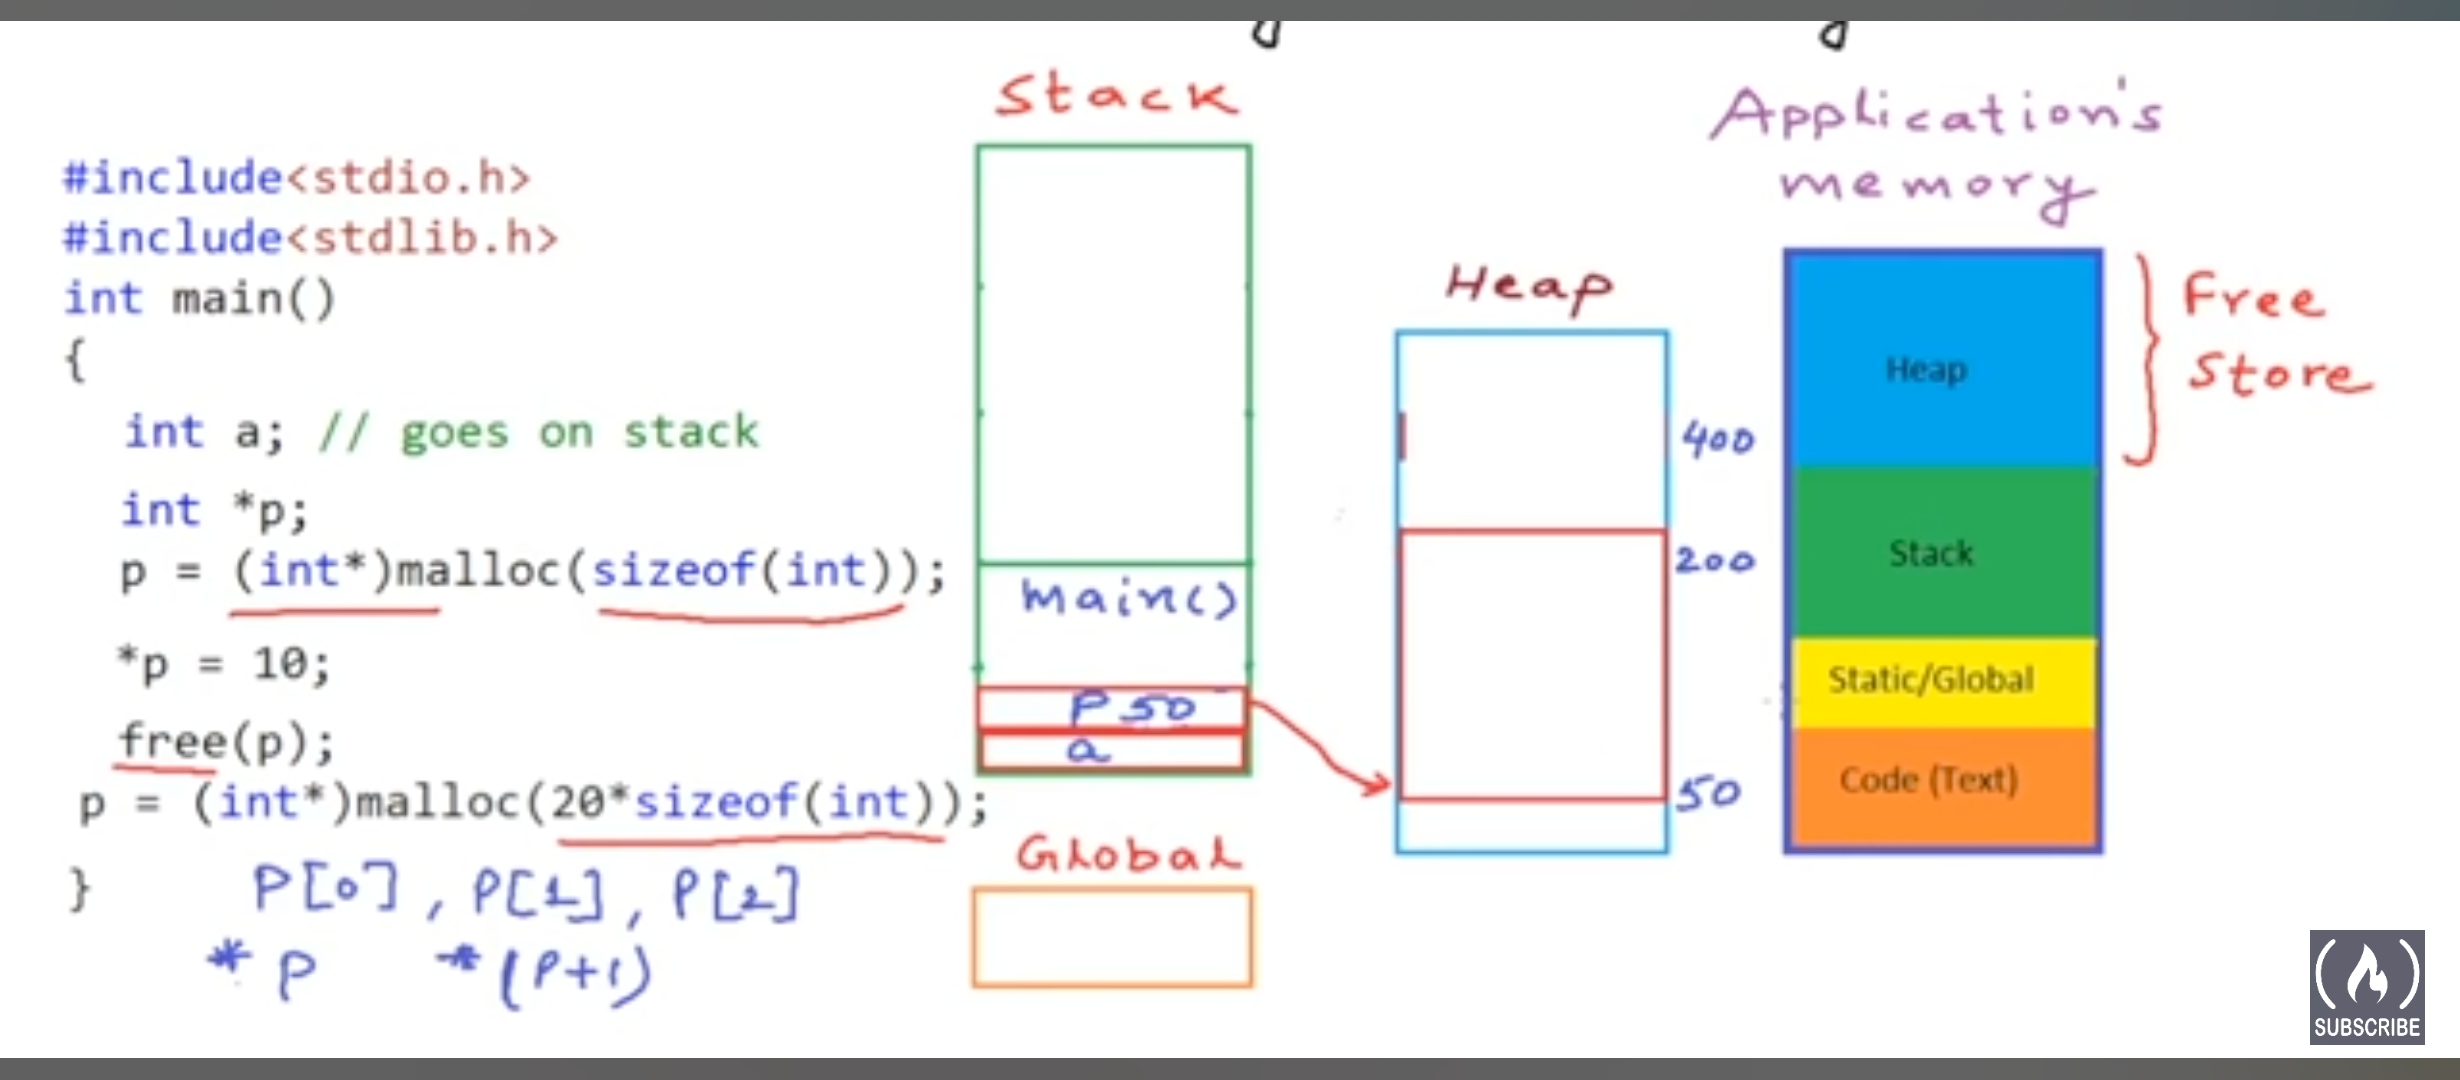 #include<stdio.h>
#include<stdlib.h>
int main()
{
int a; // goes on stack
int *p;
p = (int*)malloc(sizeof(int));
*p = 10;
free(p);
p = (int*)malloc(20*sizeof(int));
}
P[0], P[1], P[2]
*P *(P+1)
Stack
main()
P 50
a
Global
Heap
400
200
50
Application's
memory
Heap
Stack
Static/Global
Code (Text)
Free
Store
SUBSCRIBE